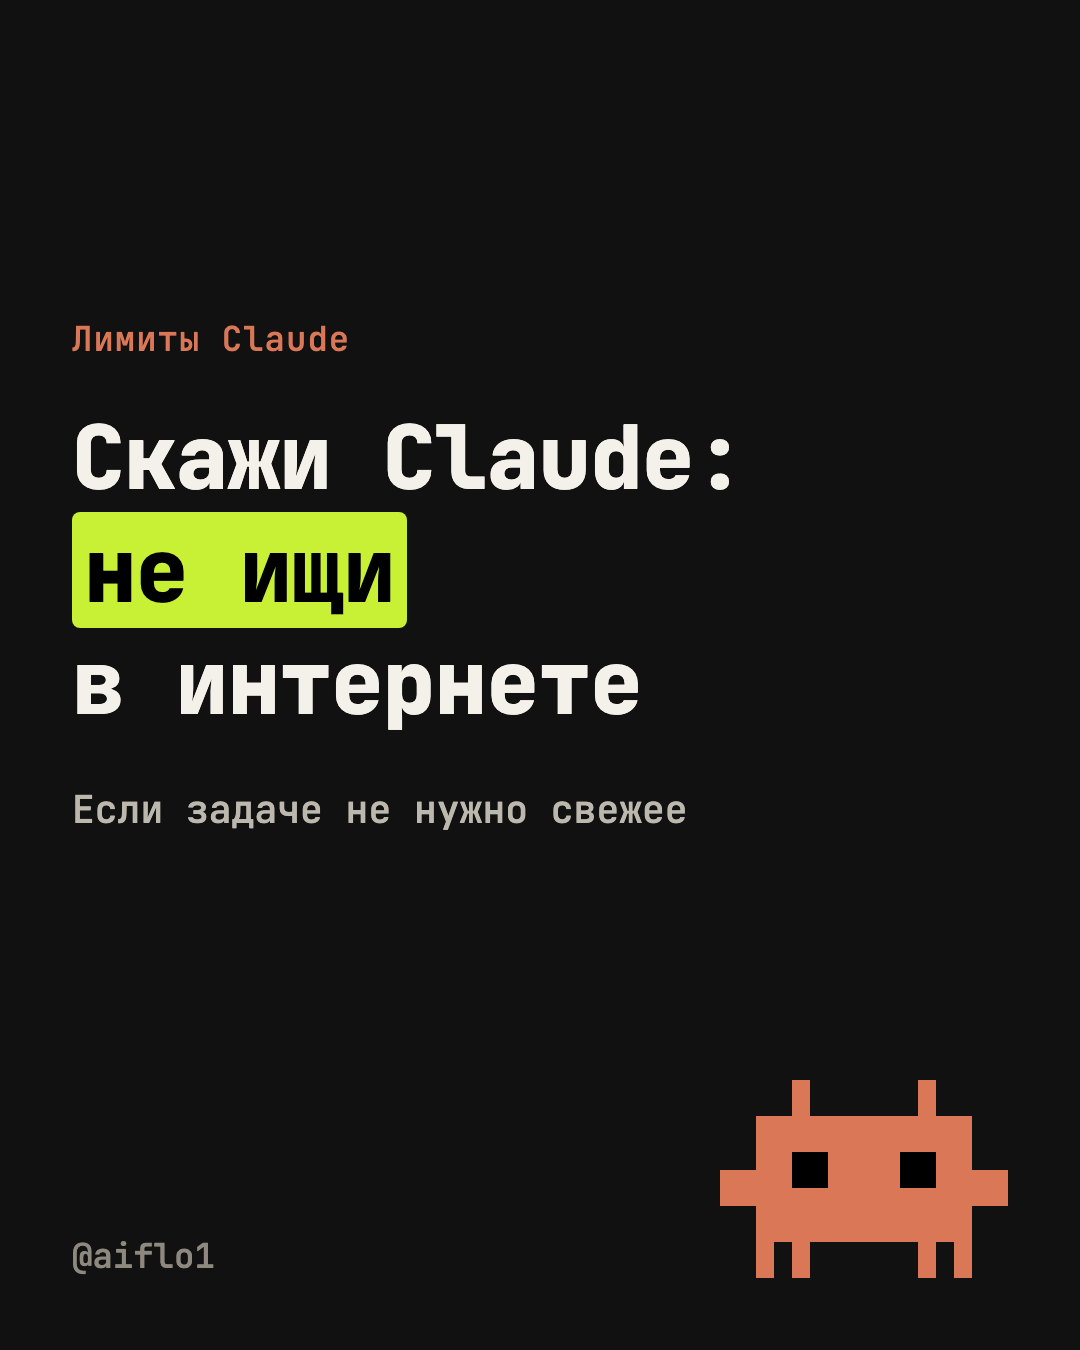 Лимиты Claude
Скажи Claude:
не ищи
в интернете
Если задаче не нужно свежее
@aiflo1